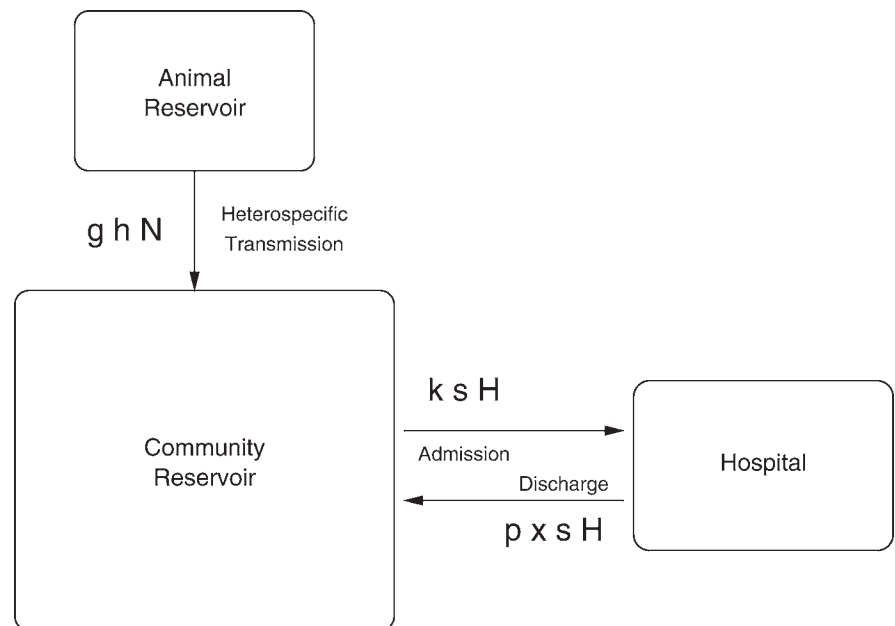 Animal
Reservoir
g h N
Heterospecific
Transmission
k s H
Admission
Community
Reservoir
Hospital
Discharge
p x s H